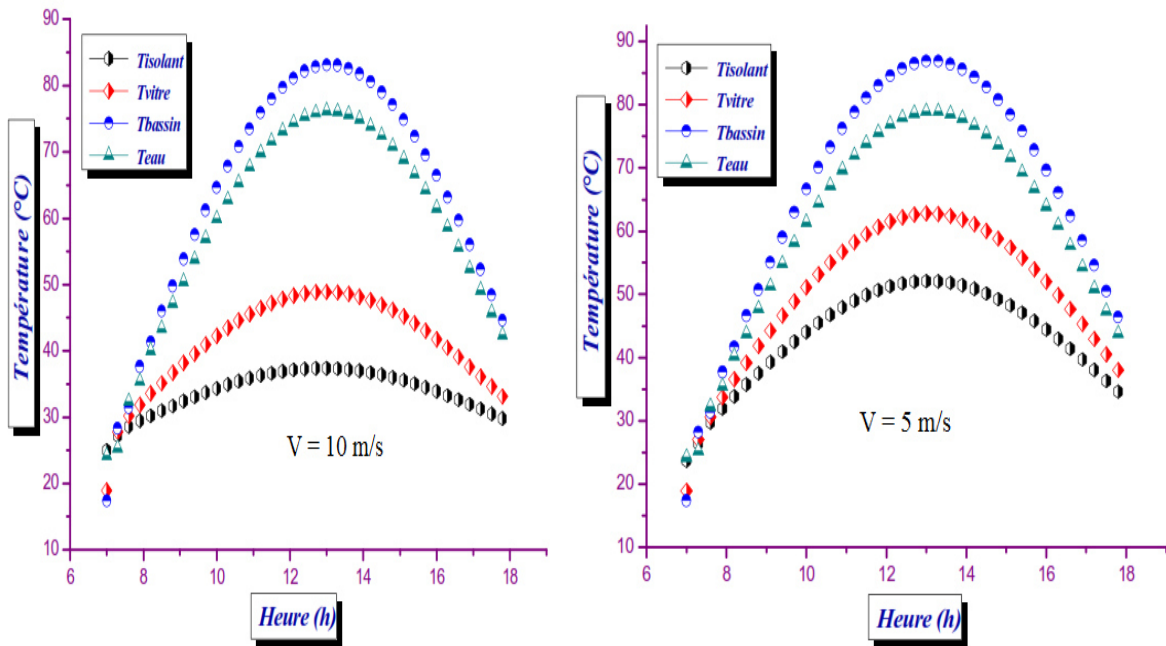 90
80
70
60
50
40
30
20
10
Température (°C)
Tisolant
Tvitre
Tbassin
Teau
V = 10 m/s
6 8 10 12 14 16 18
Heure (h)
90
80
70
60
50
40
30
20
10
Température (°C)
Tisolant
Tvitre
Tbassin
Teau
V = 5 m/s
6 8 10 12 14 16 18
Heure (h)